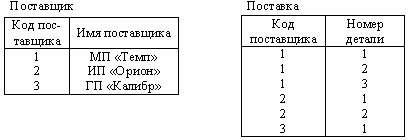 Поставщик
Код пос-
тавщика
Имя поставщика
1 МП «Темп»
2 ИП «Орион»
3 ГП «Калибр»
Поставка
Код
поставщика
Номер
детали
1 1
1 2
1 3
2 1
2 2
3 1